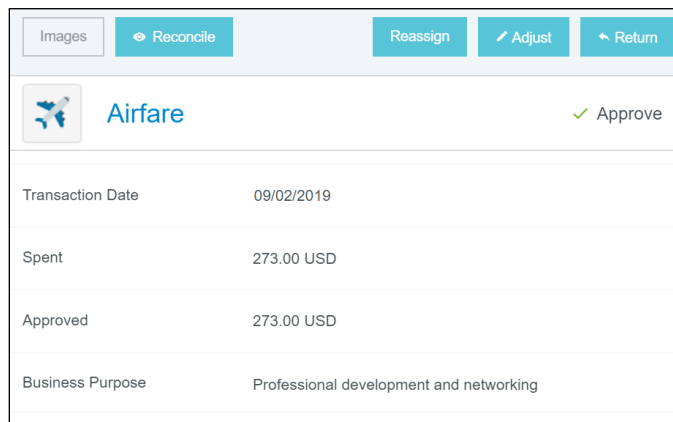 Images Reconcile Reassign Adjust Return
Airfare Approve
Transaction Date 09/02/2019
Spent 273.00 USD
Approved 273.00 USD
Business Purpose Professional development and networking